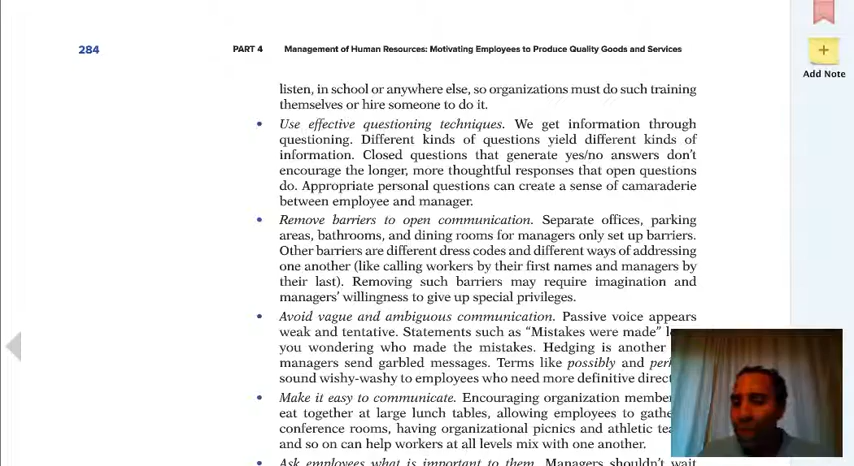 284
PART 4 Management of Human Resources: Motivating Employees to Produce Quality Goods and Services
Add Note
listen, in school or anywhere else, so organizations must do such training
themselves or hire someone to do it.
• Use effective questioning techniques. We get information through
questioning. Different kinds of questions yield different kinds of
information. Closed questions that generate yes/no answers don't
encourage the longer, more thoughtful responses that open questions
do. Appropriate personal questions can create a sense of camaraderie
between employee and manager.
• Remove barriers to open communication. Separate offices, parking
areas, bathrooms, and dining rooms for managers only set up barriers.
Other barriers are different dress codes and different ways of addressing
one another (like calling workers by their first names and managers by
their last). Removing such barriers may require imagination and
managers' willingness to give up special privileges.
• Avoid vague and ambiguous communication. Passive voice appears
weak and tentative. Statements such as "Mistakes were made"
you wondering who made the mistakes. Hedging is another
managers send garbled messages. Terms like possibly and
sound wishy-washy to employees who need more definitive
• Make it easy to communicate. Encouraging organization
eat together at large lunch tables, allowing employees to
conference rooms, having organizational picnics and athletic
and so on can help workers at all levels mix with one another.
• Ask employees what is important to them. Managers shouldn't wait